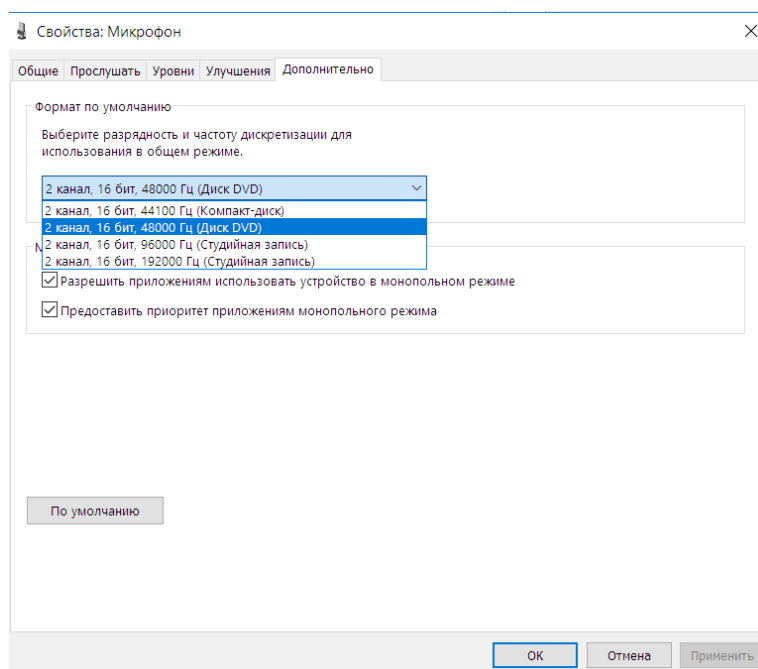 Свойства: Микрофон
Общие Прослушать Уровни Улучшения Дополнительно
Формат по умолчанию
Выберите разрядность и частоту дискретизации для
использования в общем режиме.
2 канал, 16 бит, 48000 Гц (Диск DVD)
2 канал, 16 бит, 44100 Гц (Компакт-диск)
2 канал, 16 бит, 48000 Гц (Диск DVD)
2 канал, 16 бит, 96000 Гц (Студийная запись)
2 канал, 16 бит, 192000 Гц (Студийная запись)
Разрешить приложениям использовать устройство в монопольном режиме
Предоставить приоритет приложениям монопольного режима
По умолчанию
ОК Отмена Применить